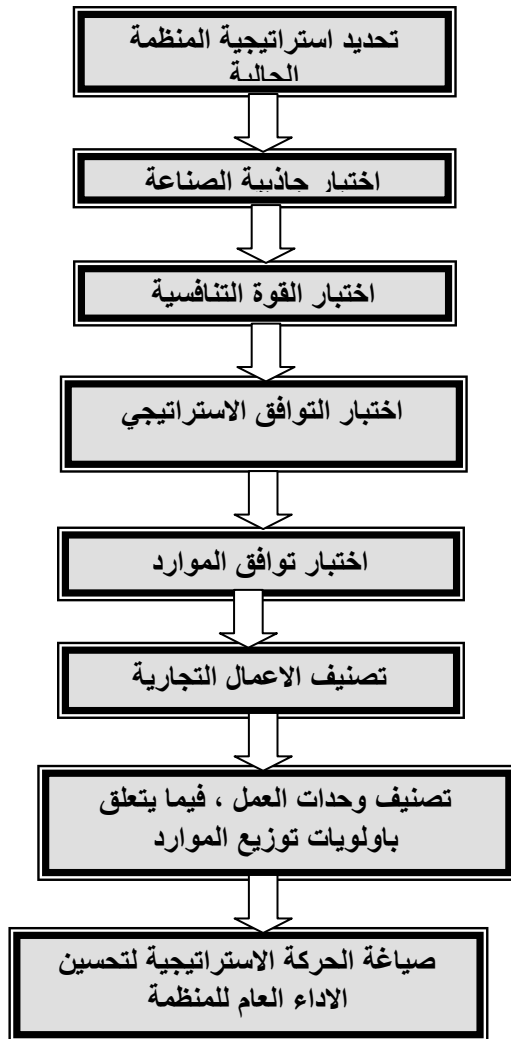 تحديد استراتيجية المنظمة
الحالية
اختبار جاذبية الصناعة
اختبار القوة التنافسية
اختبار التوافق الاستراتيجي
اختبار توافق الموارد
تصنيف الاعمال التجارية
تصنيف وحدات العمل ، فيما يتعلق
باولويات توزيع الموارد
صياغة الحركة الاستراتيجية لتحسين
الاداء العام للمنظمة